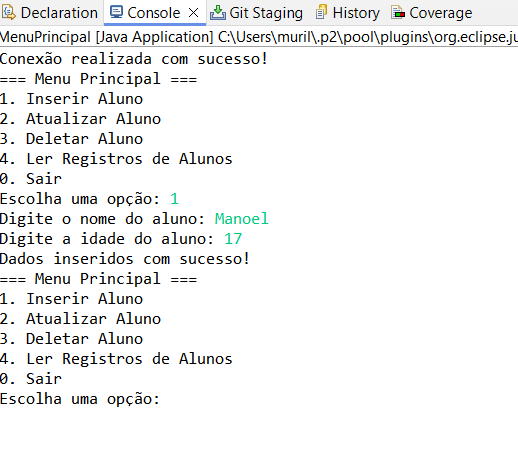 Declaration Console Git Staging History Coverage
MenuPrincipal [Java Application] C:\Users\muril\.p2\pool\plugins\org.eclipse.ju
Conexão realizada com sucesso!
=== Menu Principal ===
1. Inserir Aluno
2. Atualizar Aluno
3. Deletar Aluno
4. Ler Registros de Alunos
0. Sair
Escolha uma opção: 1
Digite o nome do aluno: Manoel
Digite a idade do aluno: 17
Dados inseridos com sucesso!
=== Menu Principal ===
1. Inserir Aluno
2. Atualizar Aluno
3. Deletar Aluno
4. Ler Registros de Alunos
0. Sair
Escolha uma opção: